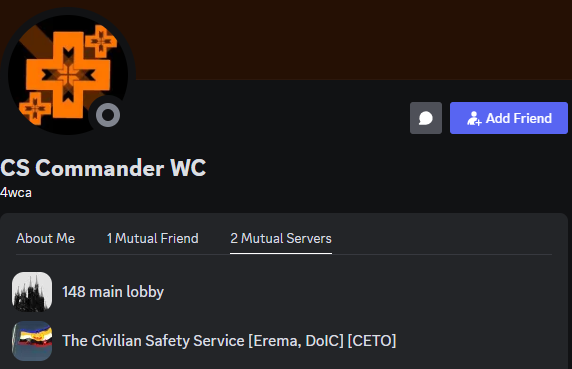 Add Friend
CS Commander WC
4wca
About Me 1 Mutual Friend 2 Mutual Servers
148 main lobby
The Civilian Safety Service [Erema, DoIC] [CETO]